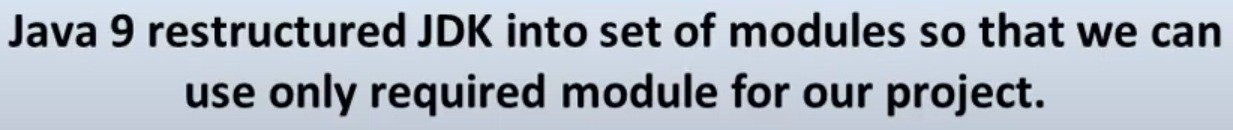 Java 9 restructured JDK into set of modules so that we can
use only required module for our project.